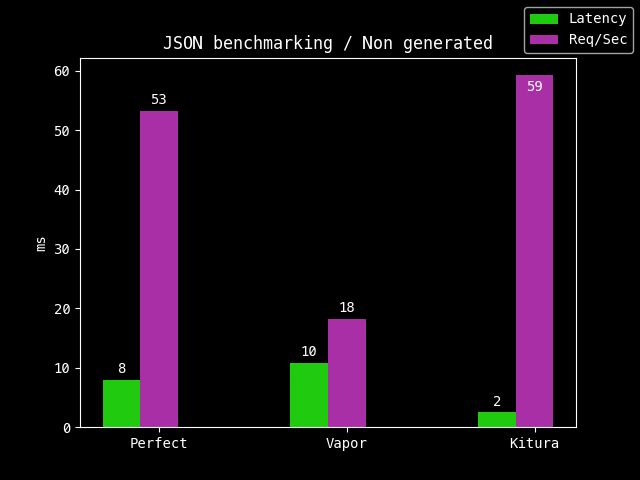 Latency
Req/Sec
JSON benchmarking / Non generated
60
50
40
30
20
10
0
ms
8
53
10
18
2
59
Perfect
Vapor
Kitura